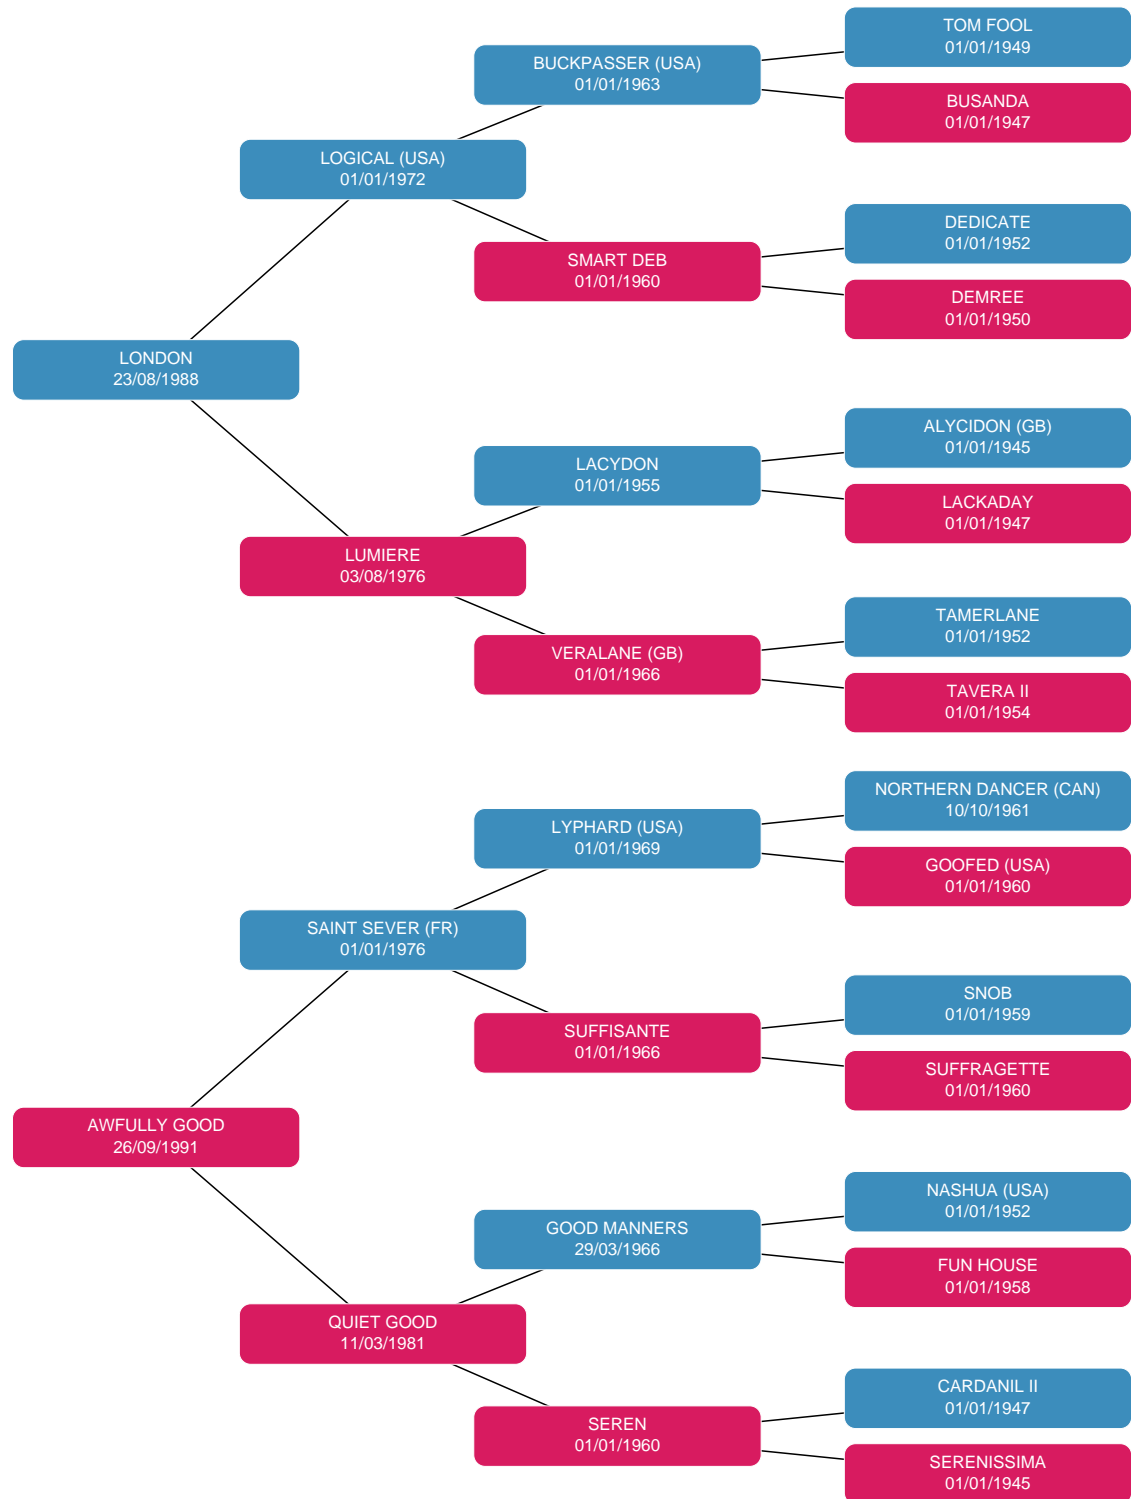 TOM FOOL
01/01/1949
BUCKPASSER (USA)
01/01/1963
BUSANDA
01/01/1947
LOGICAL (USA)
01/01/1972
DEDICATE
01/01/1952
SMART DEB
01/01/1960
DEMREE
01/01/1950
LONDON
23/08/1988
ALYCIDON (GB)
01/01/1945
LACYDON
01/01/1955
LACKADAY
01/01/1947
LUMIERE
03/08/1976
TAMERLANE
01/01/1952
VERALANE (GB)
01/01/1966
TAVERA II
01/01/1954
NORTHERN DANCER (CAN)
10/10/1961
LYPHARD (USA)
01/01/1969
GOOFED (USA)
01/01/1960
SAINT SEVER (FR)
01/01/1976
SNOB
01/01/1959
SUFFISANTE
01/01/1966
SUFFRAGETTE
01/01/1960
AWFULLY GOOD
26/09/1991
NASHUA (USA)
01/01/1952
GOOD MANNERS
29/03/1966
FUN HOUSE
01/01/1958
QUIET GOOD
11/03/1981
CARDANIL II
01/01/1947
SEREN
01/01/1960
SERENISSIMA
01/01/1945